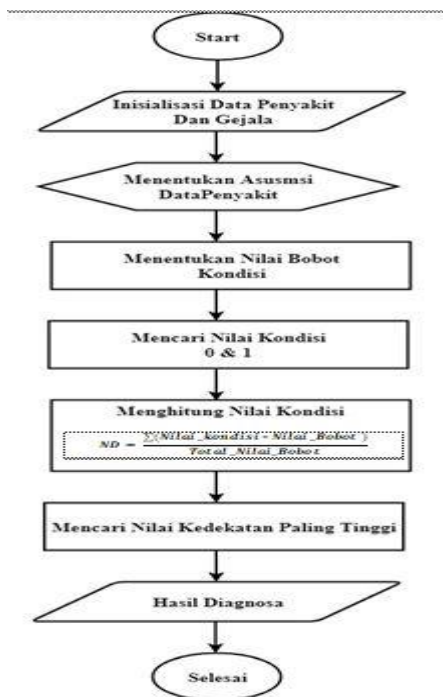 Start
Inisialisasi Data Penyakit
Dan Gejala
Menentukan Asusmsi
DataPenyakit
Menentukan Nilai Bobot
Kondisi
Mencari Nilai Kondisi
0 & 1
Menghitung Nilai Kondisi
ND = ∑(Nilai_kondisi - Nilai_Bobot ) / Total_Nilai_Bobot
Mencari Nilai Kedekatan Paling Tinggi
Hasil Diagnosa
Selesai